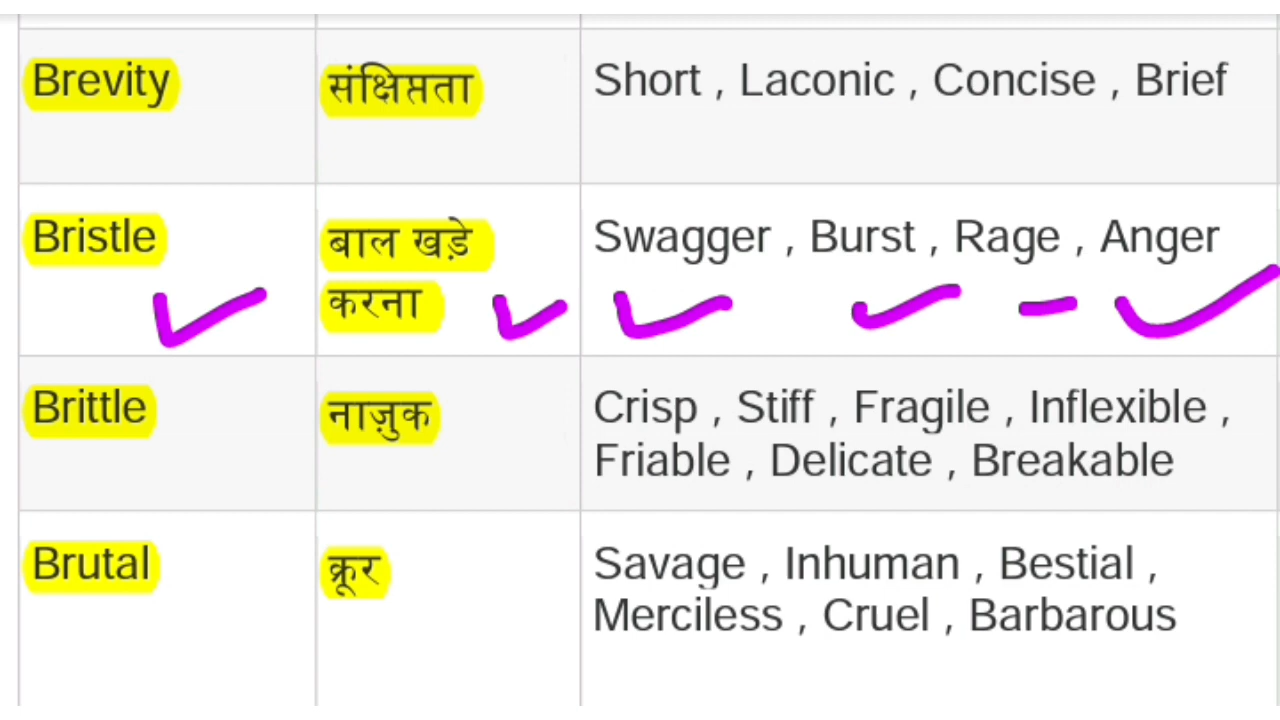 Brevity संक्षिप्तता Short , Laconic , Concise , Brief
Bristle बाल खड़े Swagger , Burst , Rage , Anger
करना
Brittle नाज़ुक Crisp , Stiff , Fragile , Inflexible ,
Friable , Delicate , Breakable
Brutal क्रूर Savage , Inhuman , Bestial ,
Merciless , Cruel , Barbarous